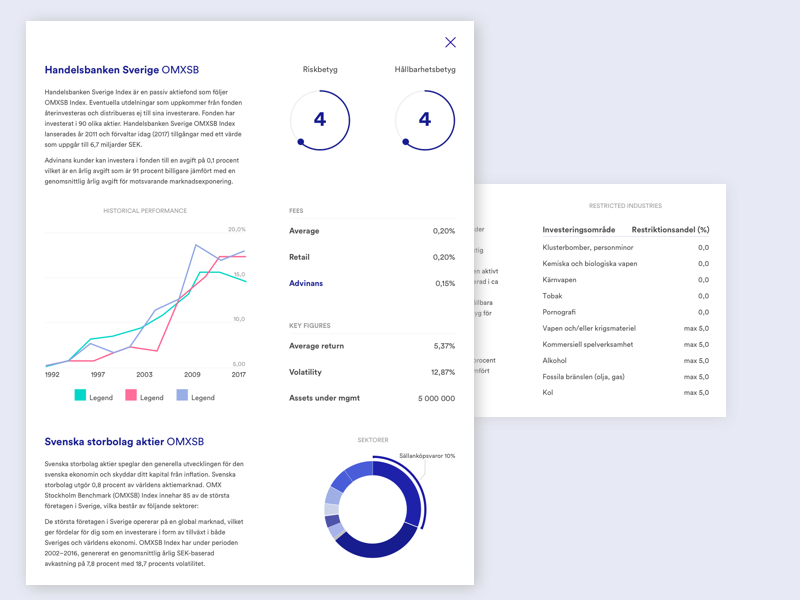 Handelsbanken Sverige OMXSB
Handelsbanken Sverige Index är en passiv aktiefond som följer
OMXSB Index. Eventuella utdelningar som uppkommer från fonden
återinvesteras och distribueras ej till sina investerare. Fonden har
investerat i 90 olika aktier. Handelsbanken Sverige OMXSB Index
lanserades år 2011 och förvaltar idag (2017) tillgångar med ett värde
som uppgår till 6,7 miljarder SEK.
Advinans kunder kan investera i fonden till en avgift på 0,1 procent
vilket är en årlig avgift som är 91 procent billigare jämfört med en
genomsnittlig årlig avgift för motsvarande marknadsexponering.
Riskbetyg
4
Hållbarhetsbetyg
4
HISTORICAL PERFORMANCE
20,0%
15,0
10,0
5,00
1992 1997 2003 2009 2017
Legend Legend Legend
FEES
Average 0,20%
Retail 0,20%
Advinans 0,15%
KEY FIGURES
Average return 5,37%
Volatility 12,87%
Assets under mgmt 5 000 000
Svenska storbolag aktier OMXSB
Svenska storbolag aktier speglar den generella utvecklingen för den
svenska ekonomin och skyddar ditt kapital från inflation. Svenska
storbolag utgör 0,8 procent av världens aktiemarknad. OMX
Stockholm Benchmark (OMXSB) Index innehar 85 av de största
företagen i Sverige, vilka består av följande sektorer:
De största företagen i Sverige opererar på en global marknad, vilket
ger fördelar för dig som en investerare i form av tillväxt i både
Sveriges och världens ekonomi. OMXSB Index har under perioden
2002–2016, genererat en genomsnittlig årlig SEK-baserad
avkastning på 7,8 procent med 18,7 procents volatilitet.
SEKTORER
Sällanköpsvaror 10%
der
tig
en aktivt
erad i ca
llbara
yg för
procent
mfört
RESTRICTED INDUSTRIES
Investeringsområde Restriktionsandel (%)
Klusterbomber, personminor 0,0
Kemiska och biologiska vapen 0,0
Kärnvapen 0,0
Tobak 0,0
Pornografi 0,0
Vapen och/eller krigsmateriel max 5,0
Kommersiell spelverksamhet max 5,0
Alkohol max 5,0
Fossila bränslen (olja, gas) max 5,0
Kol max 5,0